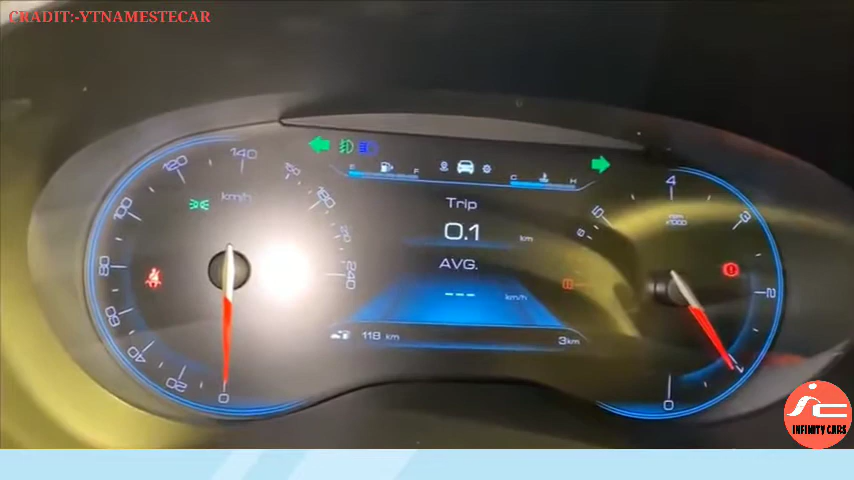 CRADIT:-YTNAMESTECAR
120
140
100
km/h
80
60
40
20
0
240
E
F
C
H
Trip
0.1 km
AVG.
--- km/h
118 km
3km
4
rpm
x1000
5
3
6
2
1
0
INFINITY CARS